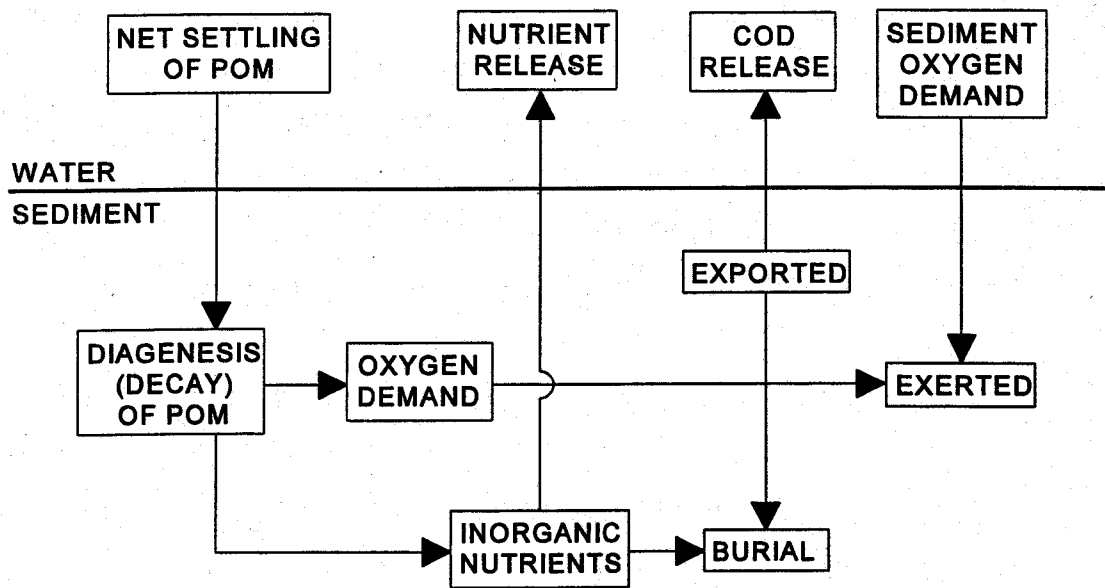 NET SETTLING
OF POM
NUTRIENT
RELEASE
COD
RELEASE
SEDIMENT
OXYGEN
DEMAND
WATER
SEDIMENT
EXPORTED
DIAGENESIS
(DECAY)
OF POM
OXYGEN
DEMAND
EXERTED
INORGANIC
NUTRIENTS
BURIAL